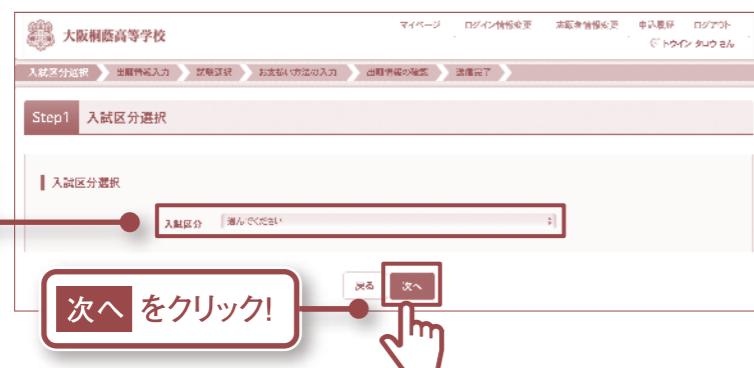 大阪桐蔭高等学校
マイページ ログイン情報変更 志願者情報変更 申込履歴 ログアウト
トウイン タロウ さん
入試区分選択 出願情報入力 試験選択 お支払い方法の入力 出願情報の確認 送信完了
Step1 入試区分選択
入試区分選択
入試区分 選んでください
戻る 次へ
次へ をクリック!